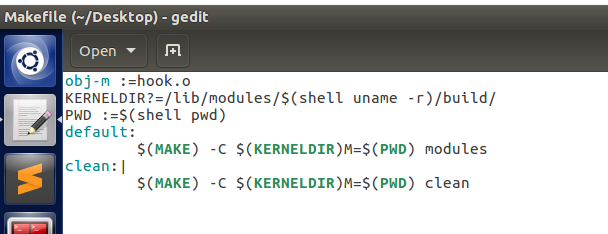 Makefile (~/Desktop) - gedit
Open
obj-m :=hook.o
KERNELDIR?=/lib/modules/$(shell uname -r)/build/
PWD :=$(shell pwd)
default:
        $(MAKE) -C $(KERNELDIR)M=$(PWD) modules
clean:
        $(MAKE) -C $(KERNELDIR)M=$(PWD) clean